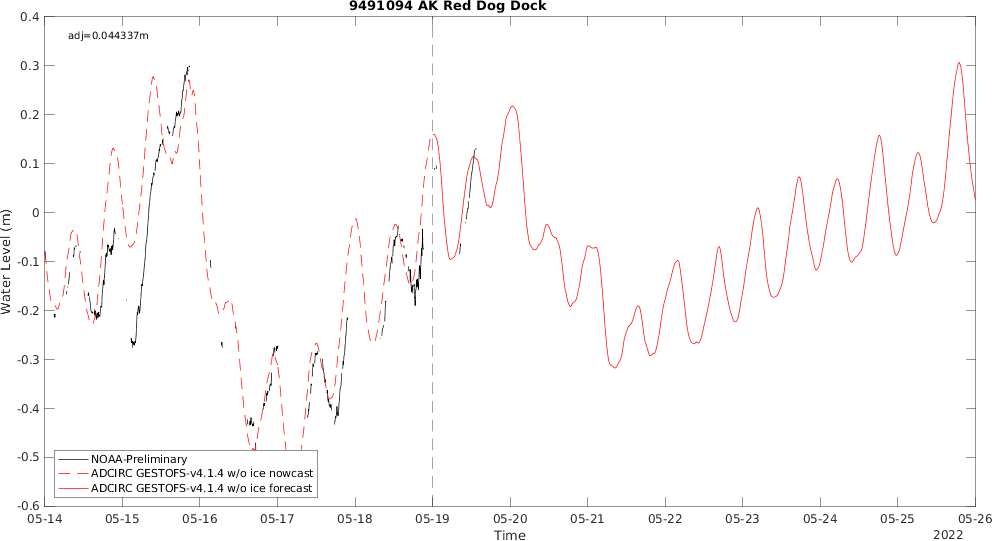 9491094 AK Red Dog Dock
adj=0.044337m
0.4
0.3
0.2
0.1
0
-0.1
-0.2
-0.3
-0.4
-0.5
-0.6
Water Level (m)
NOAA-Preliminary
ADCIRC GESTOFS-v4.1.4 w/o ice nowcast
ADCIRC GESTOFS-v4.1.4 w/o ice forecast
05-14 05-15 05-16 05-17 05-18 05-19 05-20 05-21 05-22 05-23 05-24 05-25 05-26
Time
2022